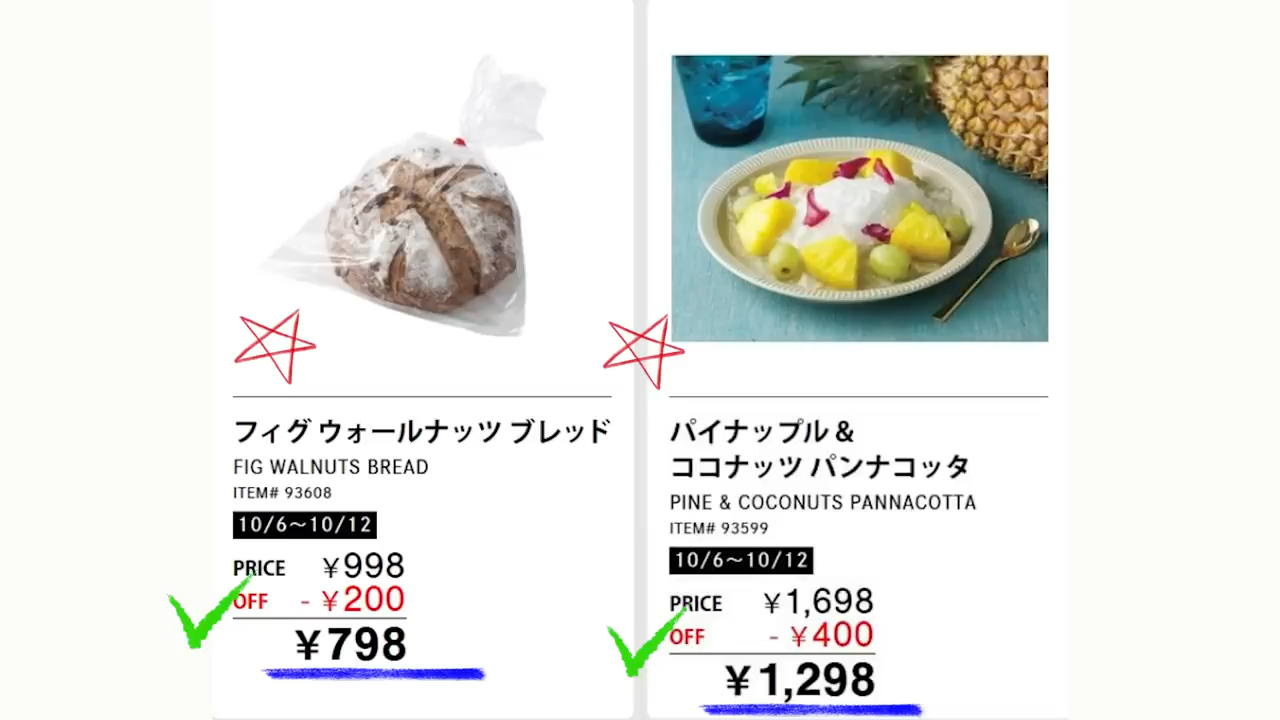 フィグ ウォールナッツ ブレッド
FIG WALNUTS BREAD
ITEM# 93608
10/6～10/12
PRICE ￥998
OFF - ￥200
￥798
パイナップル &
ココナッツ パンナコッタ
PINE & COCONUTS PANNACOTTA
ITEM# 93599
10/6～10/12
PRICE ￥1,698
OFF - ￥400
￥1,298